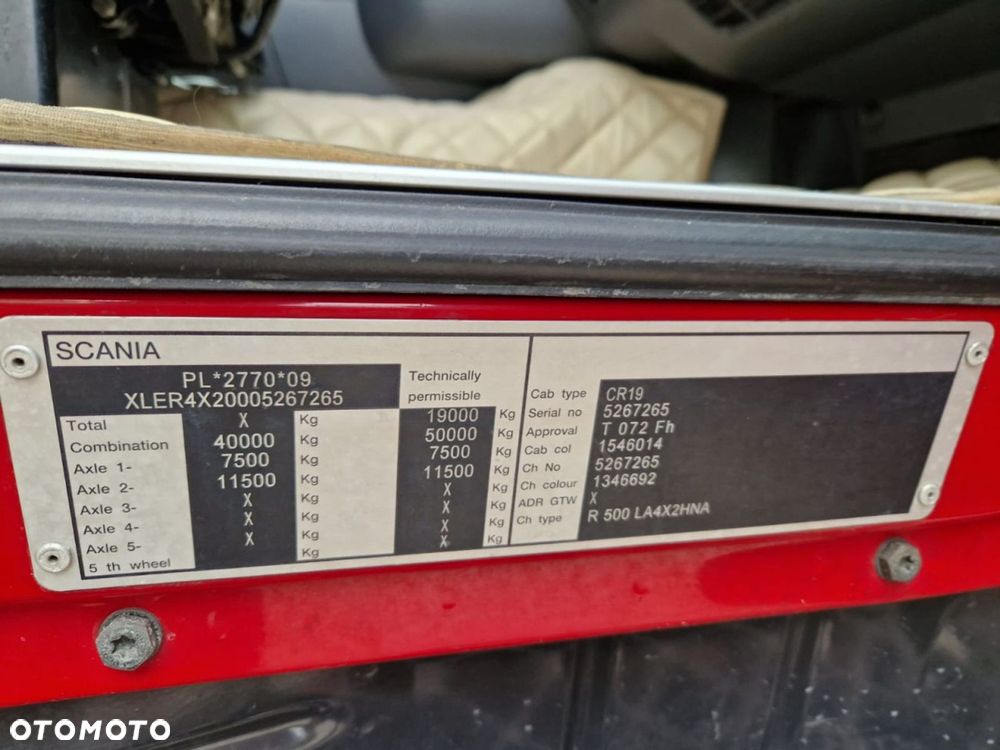 SCANIA
PL*2770*09
XLER4X20005267265
Technically
permissible
Total X Kg 19000 Kg
Combination 40000 Kg 50000 Kg
Axle 1- 7500 Kg 7500 Kg
Axle 2- 11500 Kg 11500 Kg
Axle 3- X Kg X Kg
Axle 4- X Kg X Kg
Axle 5- X Kg X Kg
5 th wheel X Kg X Kg
Cab type CR19
Serial no 5267265
Approval T 072 Fh
Cab col 1546014
Ch No 5267265
Ch colour 1346692
ADR GTW X
Ch type R 500 LA4X2HNA
OTOMOTO